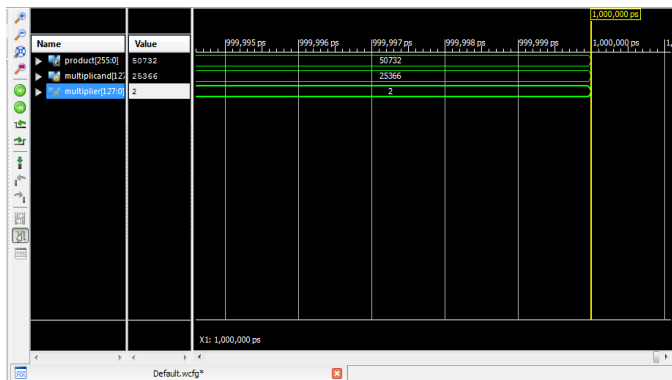 1,000,000 ps
Name Value 999,995 ps 999,996 ps 999,997 ps 999,998 ps 999,999 ps 1,000,000 ps 1,
product[255:0] 50732 50732
multiplicand[127 25366 25366
multiplier[127:0] 2 2
X1: 1,000,000 ps
Default.wcfg*